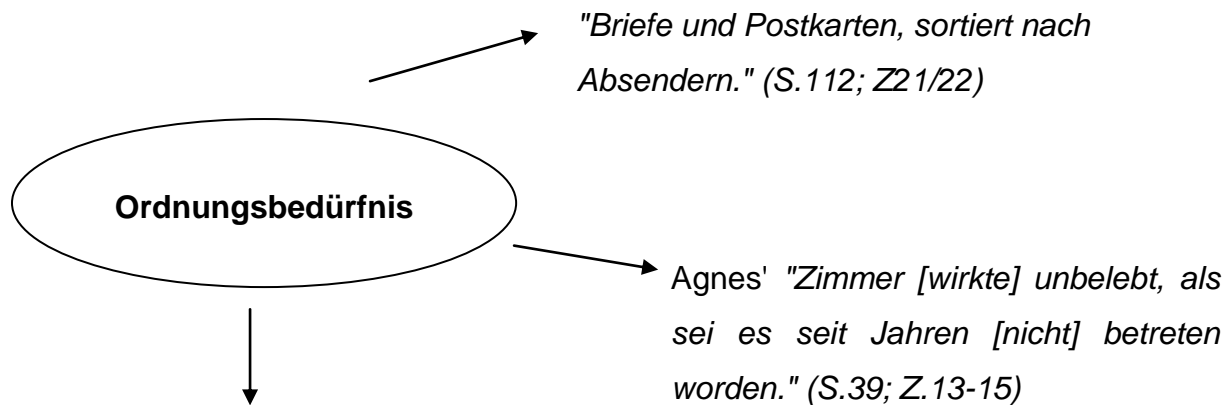 "Briefe und Postkarten, sortiert nach
Absendern." (S.112; Z21/22)
Ordnungsbedürfnis
Agnes' "Zimmer [wirkte] unbelebt, als
sei es seit Jahren [nicht] betreten
worden." (S.39; Z.13-15)